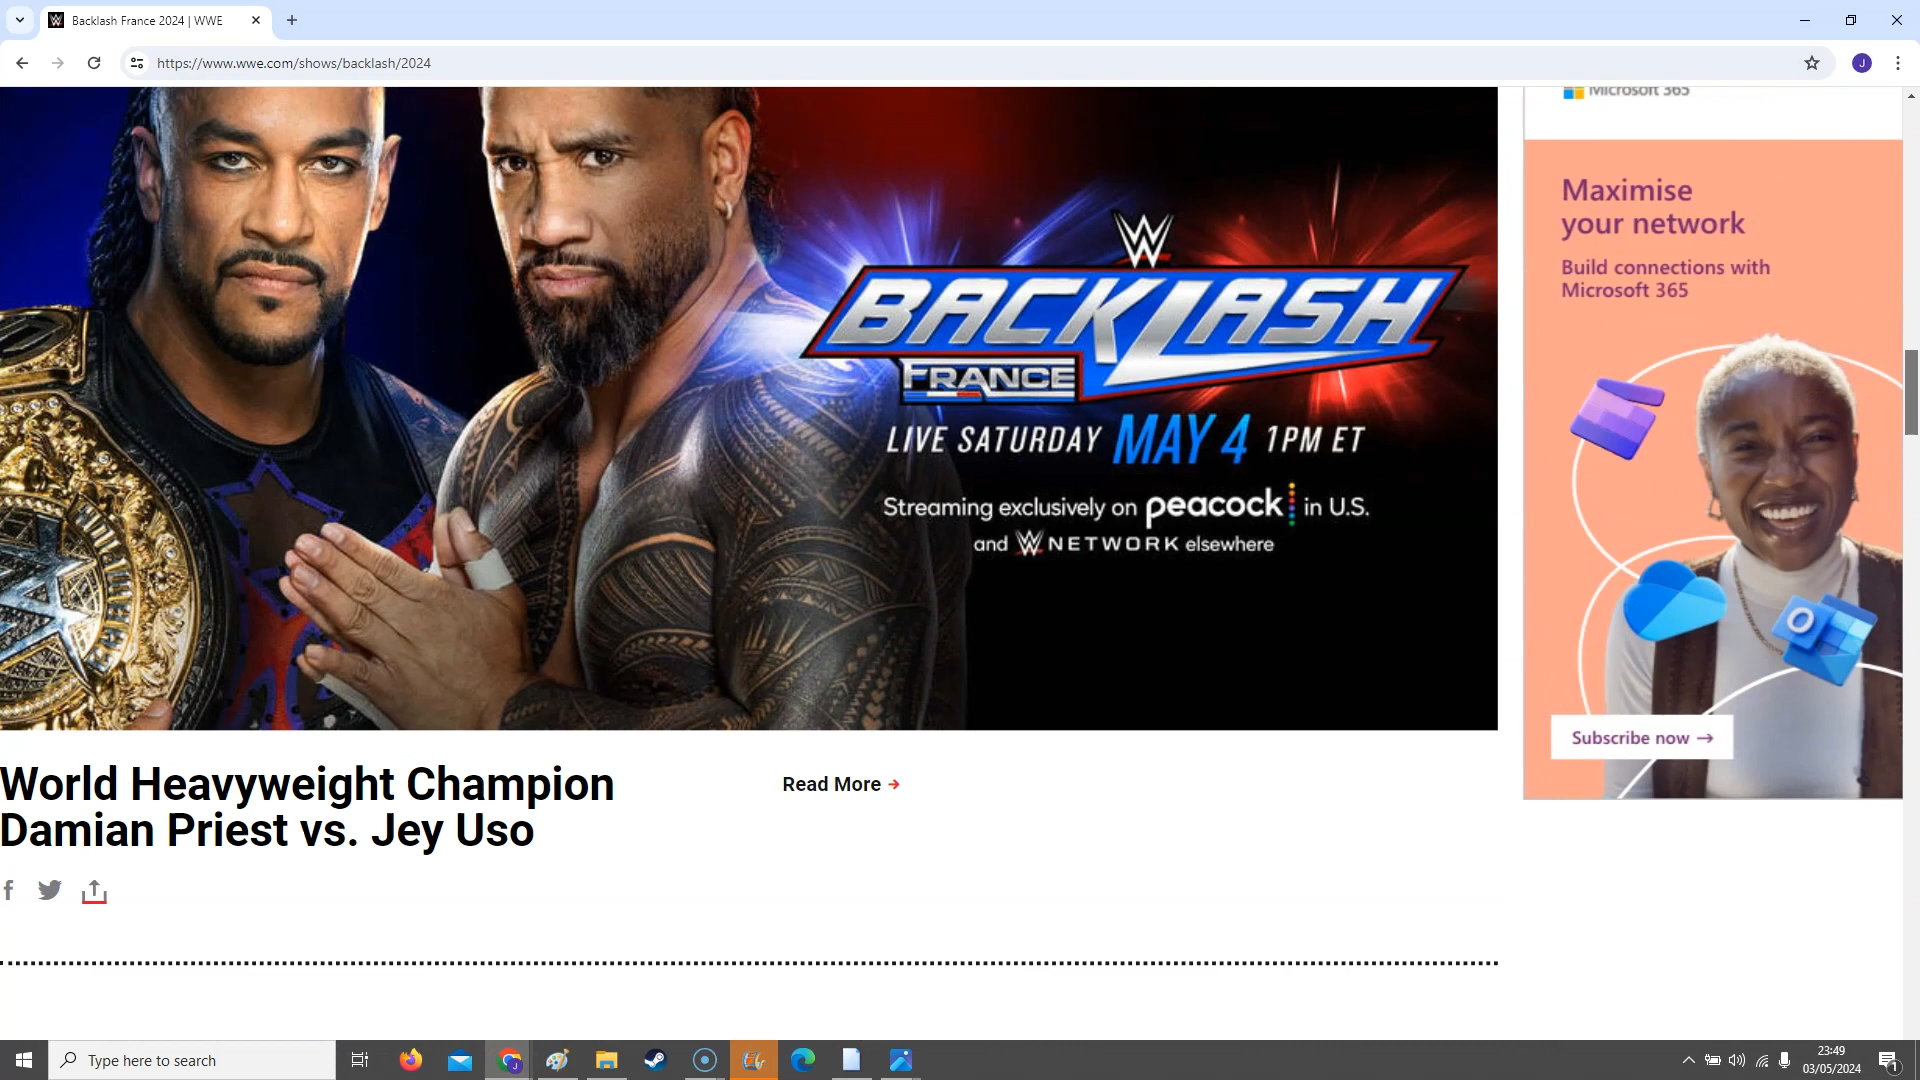 Backlash France 2024 | WWE
https://www.wwe.com/shows/backlash/2024
J
Microsoft 365
Maximise
your network
Build connections with
Microsoft 365
O
Subscribe now →
W
BACKLASH
FRANCE
LIVE SATURDAY MAY 4 1PM ET
Streaming exclusively on peacock in U.S.
and W NETWORK elsewhere
World Heavyweight Champion
Damian Priest vs. Jey Uso
Read More →
Type here to search
23:49
03/05/2024
1